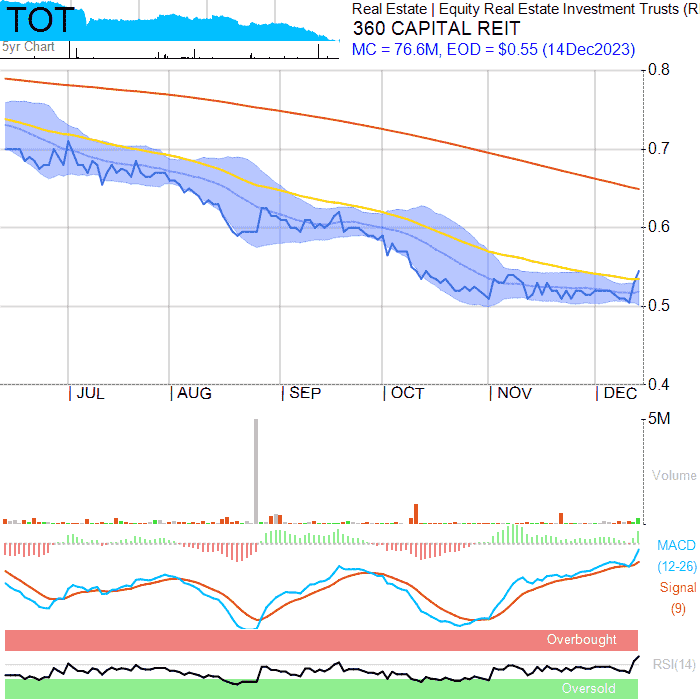 TOT
Real Estate | Equity Real Estate Investment Trusts (R
360 CAPITAL REIT
5yr Chart
MC = 76.6M, EOD = $0.55 (14Dec2023)
0.8
0.7
0.6
0.5
0.4
JUL
AUG
SEP
OCT
NOV
DEC
5M
Volume
MACD
(12-26)
Signal
(9)
Overbought
RSI(14)
Oversold